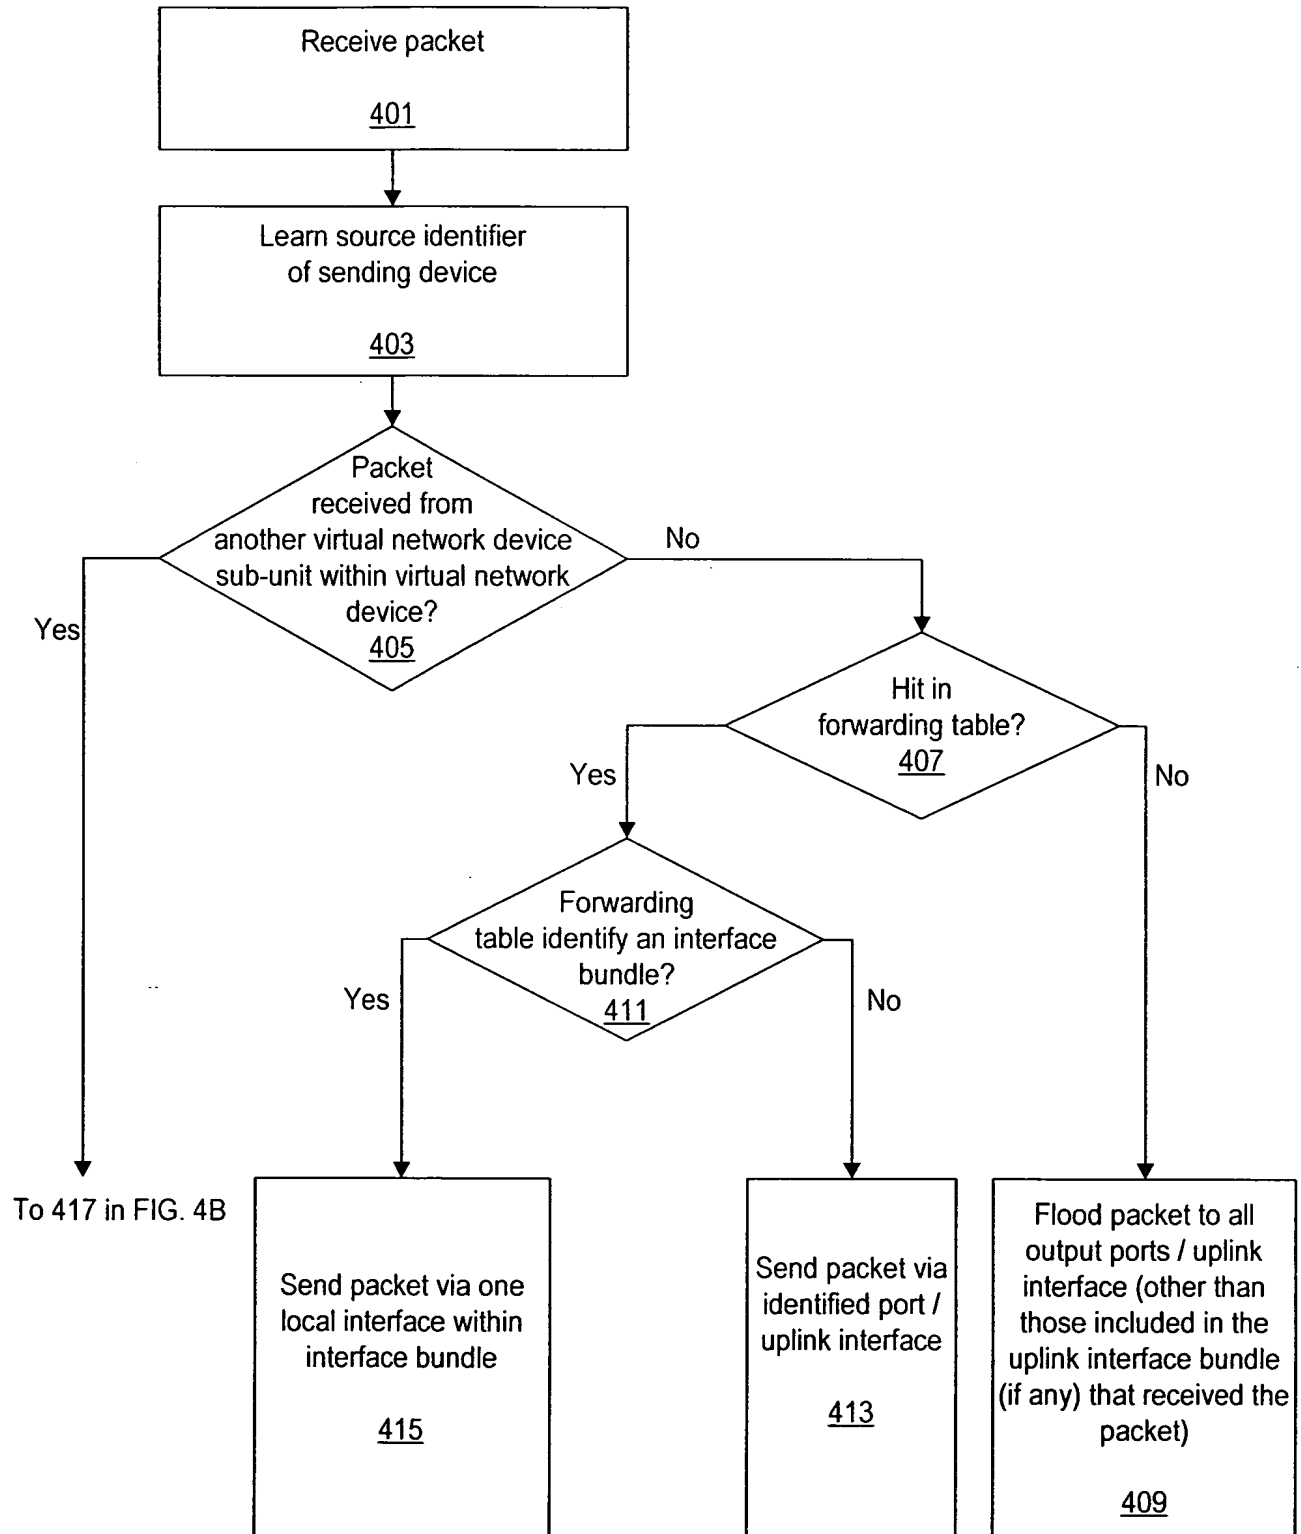 Receive packet
401
Learn source identifier
of sending device
403
Packet
received from
another virtual network device
sub-unit within virtual network
device?
405
No
Yes
Hit in
forwarding table?
407
Yes
No
Forwarding
table identify an interface
bundle?
411
Yes
No
To 417 in FIG. 4B
Send packet via one
local interface within
interface bundle
415
Send packet via
identified port /
uplink interface
413
Flood packet to all
output ports / uplink
interface (other than
those included in the
uplink interface bundle
(if any) that received the
packet)
409